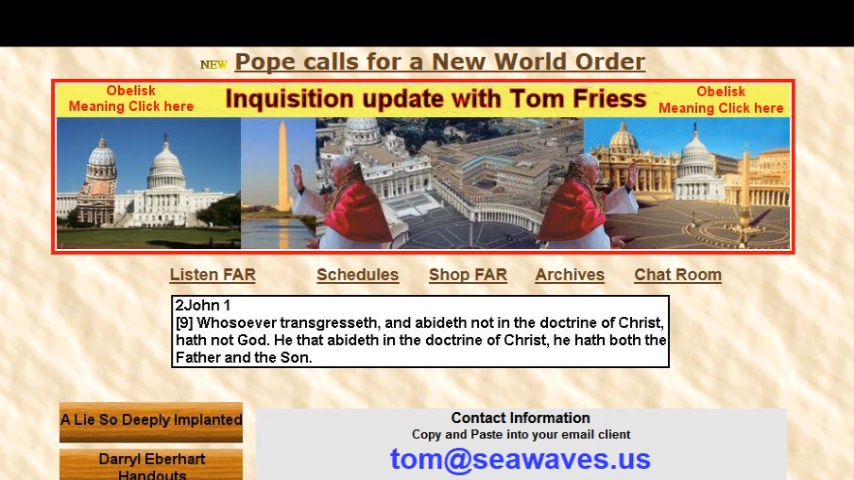 NEW Pope calls for a New World Order
Obelisk
Meaning Click here
Inquisition update with Tom Friess
Obelisk
Meaning Click here
Listen FAR Schedules Shop FAR Archives Chat Room
2John 1
[9] Whosoever transgresseth, and abideth not in the doctrine of Christ,
hath not God. He that abideth in the doctrine of Christ, he hath both the
Father and the Son.
A Lie So Deeply Implanted
Darryl Eberhart
Handouts
Contact Information
Copy and Paste into your email client
tom@seawaves.us